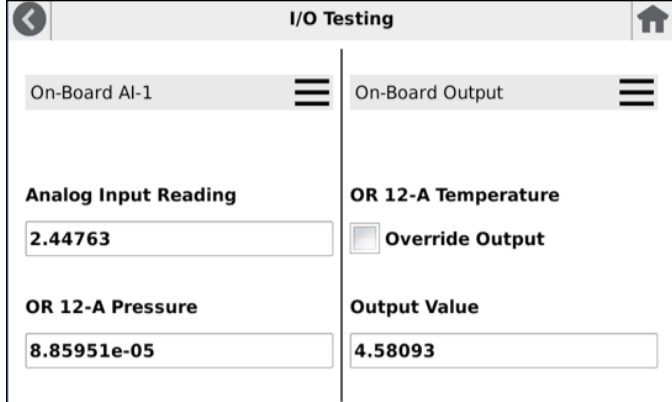 I/O Testing
On-Board AI-1
On-Board Output
Analog Input Reading
2.44763
OR 12-A Pressure
8.85951e-05
OR 12-A Temperature
Override Output
Output Value
4.58093